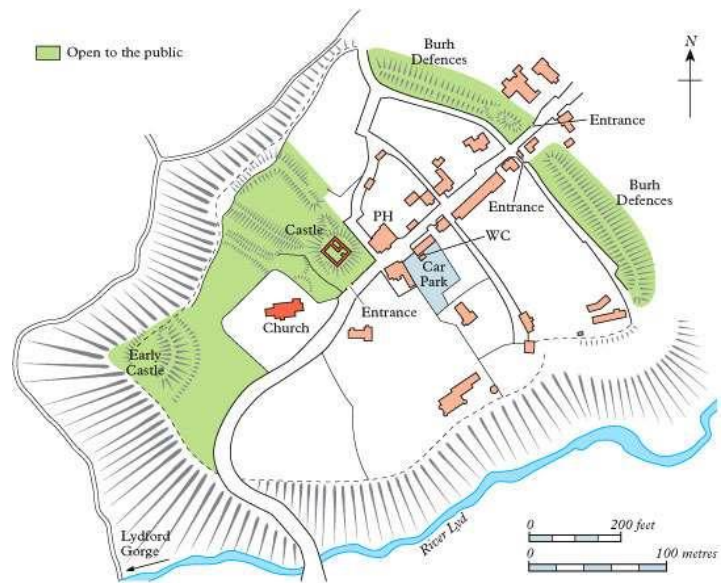 Open to the public
Burh
Defences
N
Entrance
Burh
Defences
Entrance
Castle
PH
WC
Car
Park
Entrance
Church
Early
Castle
River Lyd
Lydford
Gorge
0 200 feet
0 100 metres